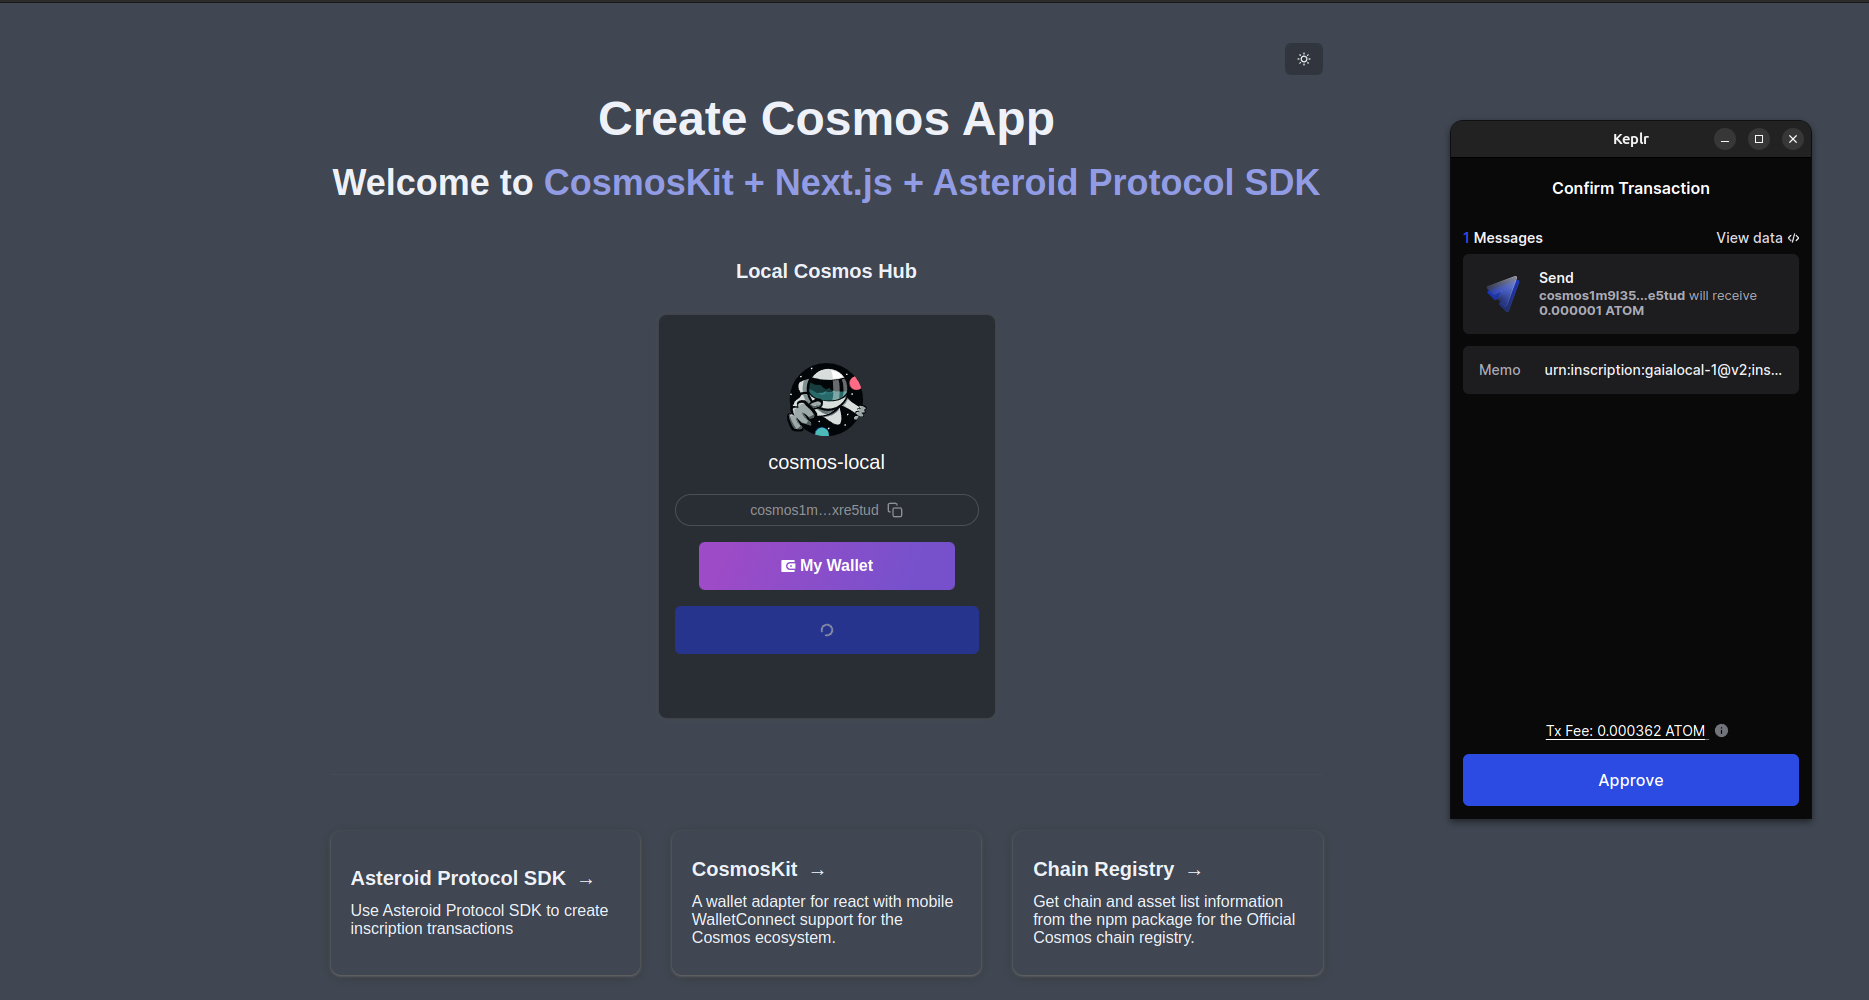 Create Cosmos App
Welcome to CosmosKit + Next.js + Asteroid Protocol SDK
Local Cosmos Hub
cosmos-local
cosmos1m…xre5tud
My Wallet
Asteroid Protocol SDK →
Use Asteroid Protocol SDK to create
inscription transactions
CosmosKit →
A wallet adapter for react with mobile
WalletConnect support for the
Cosmos ecosystem.
Chain Registry →
Get chain and asset list information
from the npm package for the Official
Cosmos chain registry.
Keplr
Confirm Transaction
1 Messages
View data </>
Send
cosmos1m9l35...e5tud will receive
0.000001 ATOM
Memo urn:inscription:gaialocal-1@v2;ins...
Tx Fee: 0.000362 ATOM
Approve